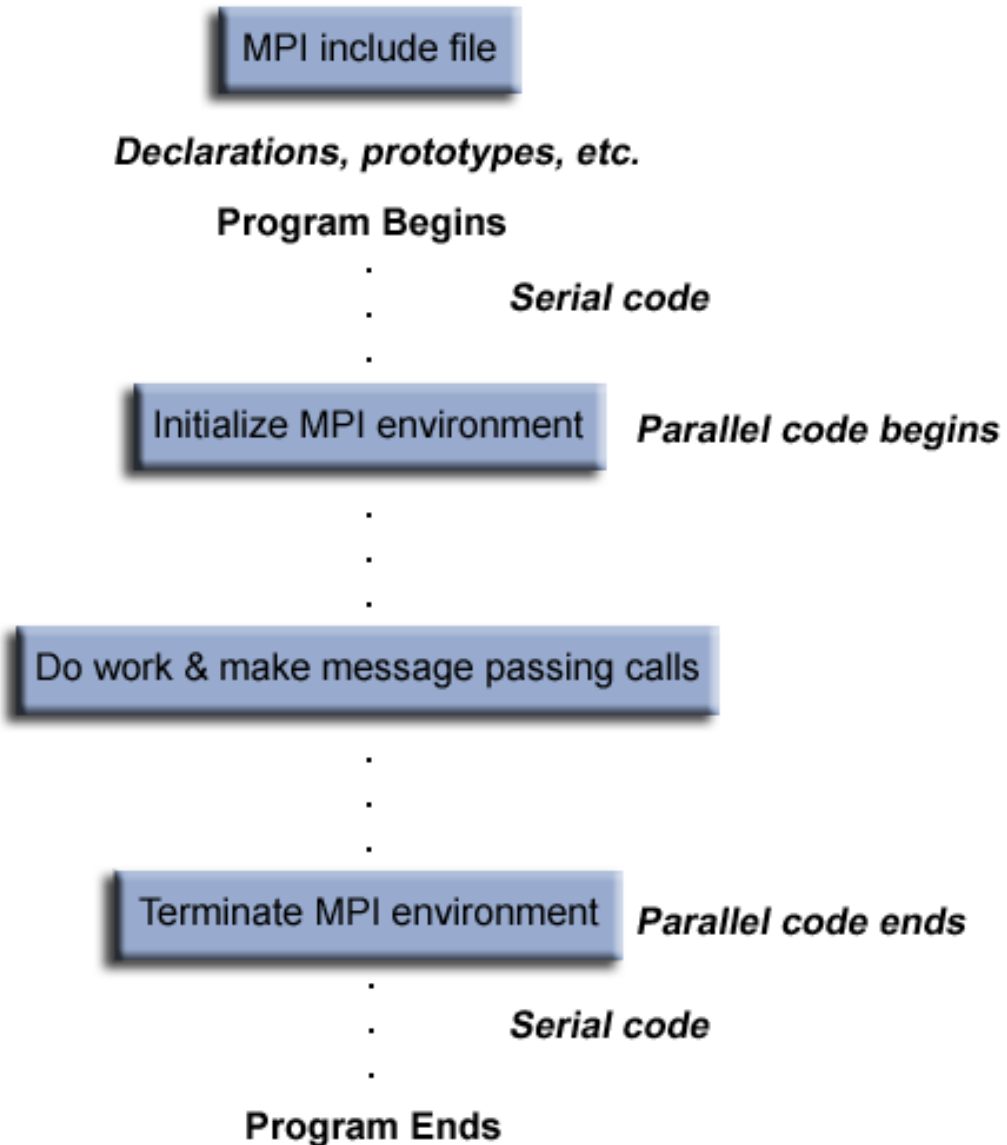 MPI include file
Declarations, prototypes, etc.
Program Begins
Serial code
Initialize MPI environment
Parallel code begins
Do work & make message passing calls
Terminate MPI environment
Parallel code ends
Serial code
Program Ends